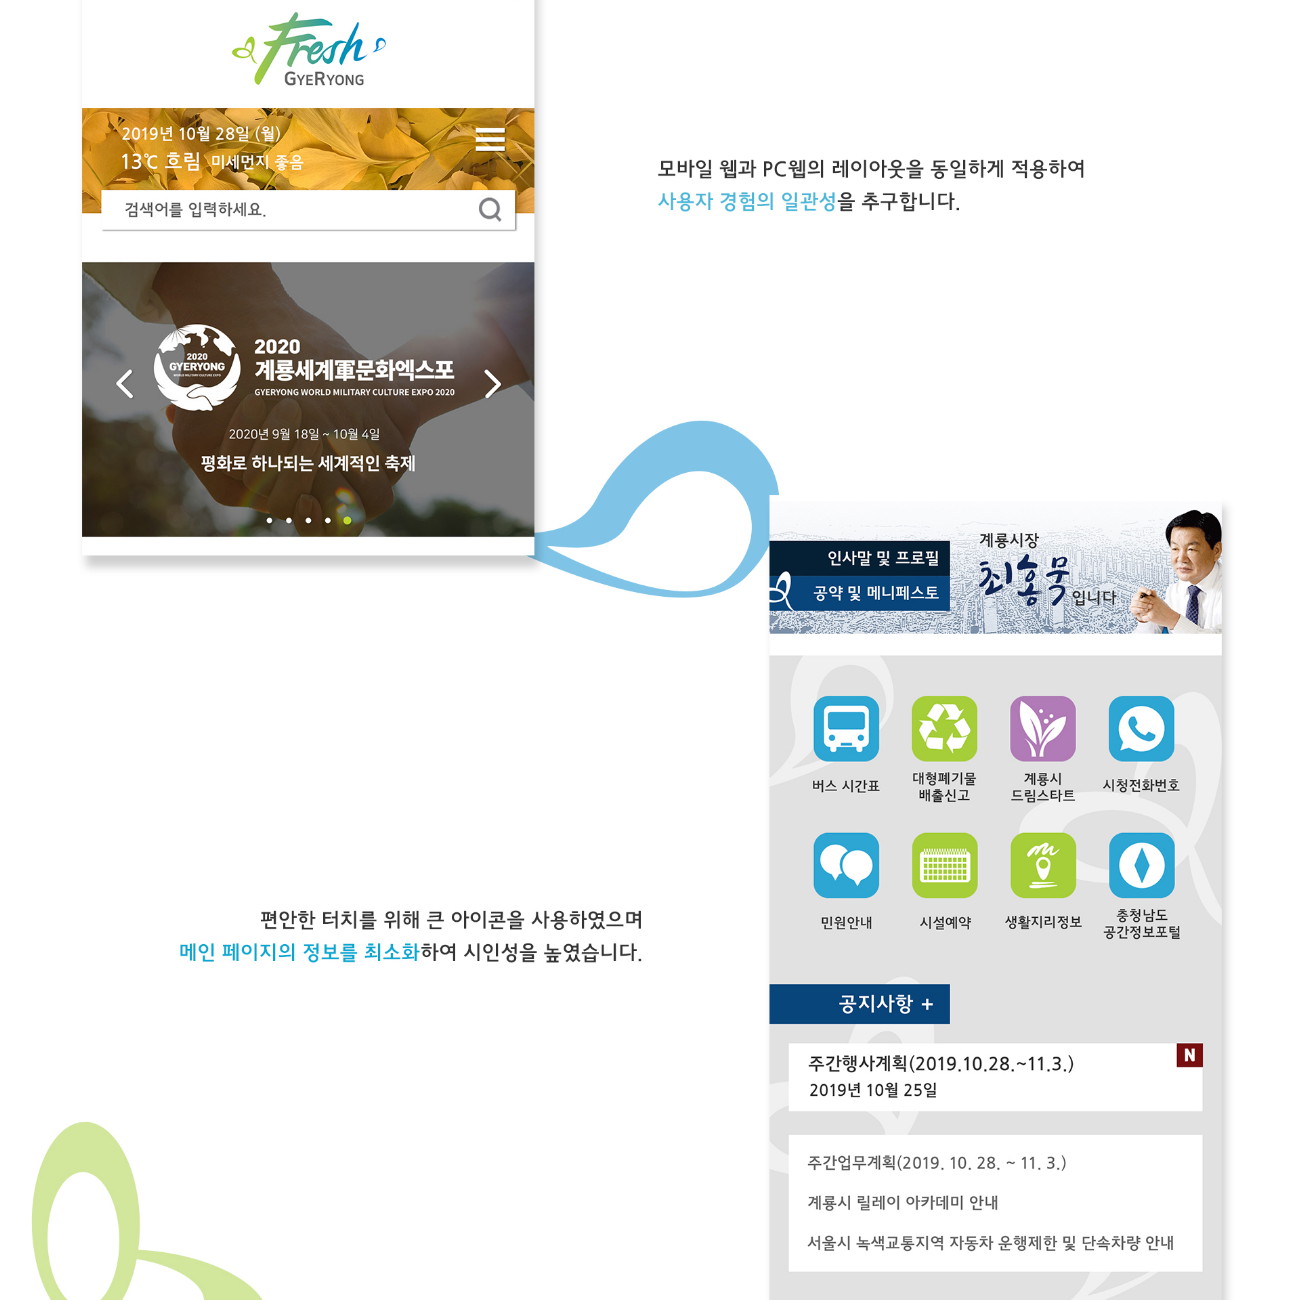 Fresh
GYERYONG
2019년 10월 28일 (월)
13℃ 흐림 미세먼지 좋음
검색어를 입력하세요.
모바일 웹과 PC웹의 레이아웃을 동일하게 적용하여
사용자 경험의 일관성을 추구합니다.
2020
GYERYONG
WORLD MILITARY CULTURE EXPO
2020
계룡세계軍문화엑스포
GYERYONG WORLD MILITARY CULTURE EXPO 2020
2020년 9월 18일 ~ 10월 4일
평화로 하나되는 세계적인 축제
인사말 및 프로필
공약 및 메니페스토
계룡시장
최홍묵입니다
버스 시간표
대형폐기물
배출신고
계룡시
드림스타트
시청전화번호
민원안내
시설예약
생활지리정보
충청남도
공간정보포털
편안한 터치를 위해 큰 아이콘을 사용하였으며
메인 페이지의 정보를 최소화하여 시인성을 높였습니다.
공지사항 +
주간행사계획(2019.10.28.~11.3.)
N
2019년 10월 25일
주간업무계획(2019. 10. 28. ~ 11. 3.)
계룡시 릴레이 아카데미 안내
서울시 녹색교통지역 자동차 운행제한 및 단속차량 안내